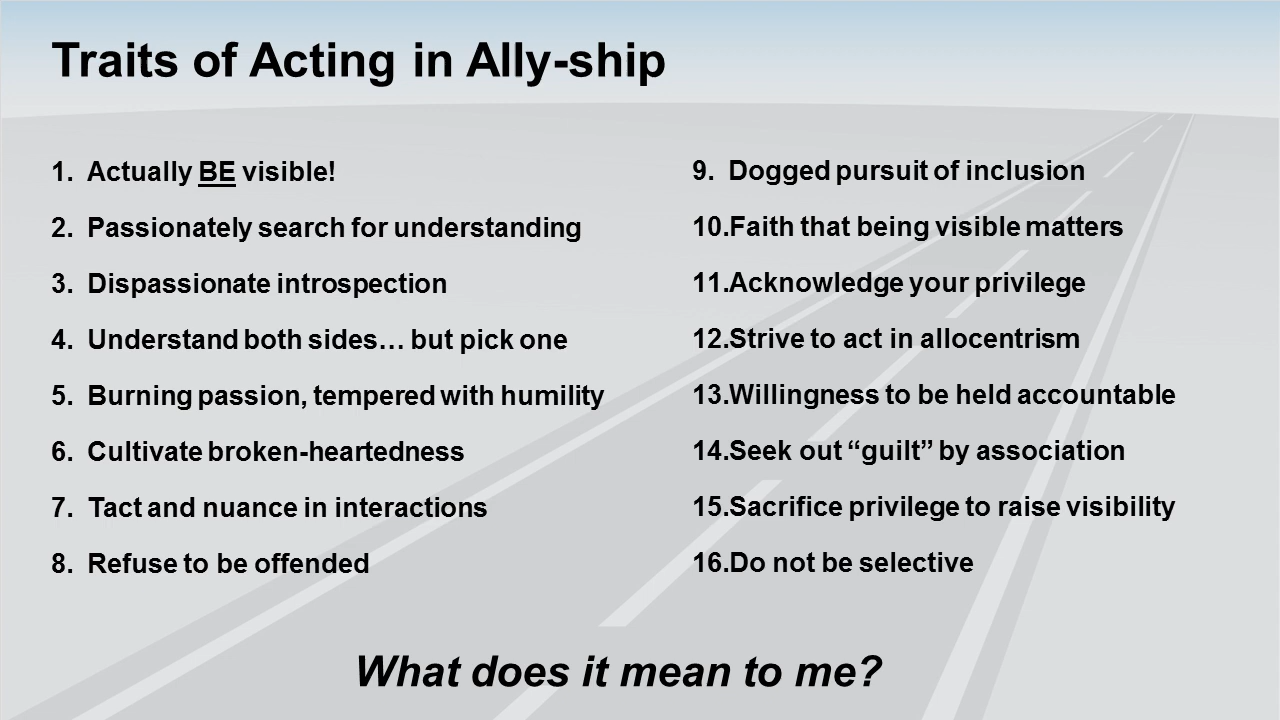 Traits of Acting in Ally-ship
1. Actually BE visible!
2. Passionately search for understanding
3. Dispassionate introspection
4. Understand both sides… but pick one
5. Burning passion, tempered with humility
6. Cultivate broken-heartedness
7. Tact and nuance in interactions
8. Refuse to be offended
9. Dogged pursuit of inclusion
10.Faith that being visible matters
11.Acknowledge your privilege
12.Strive to act in allocentrism
13.Willingness to be held accountable
14.Seek out “guilt” by association
15.Sacrifice privilege to raise visibility
16.Do not be selective
What does it mean to me?